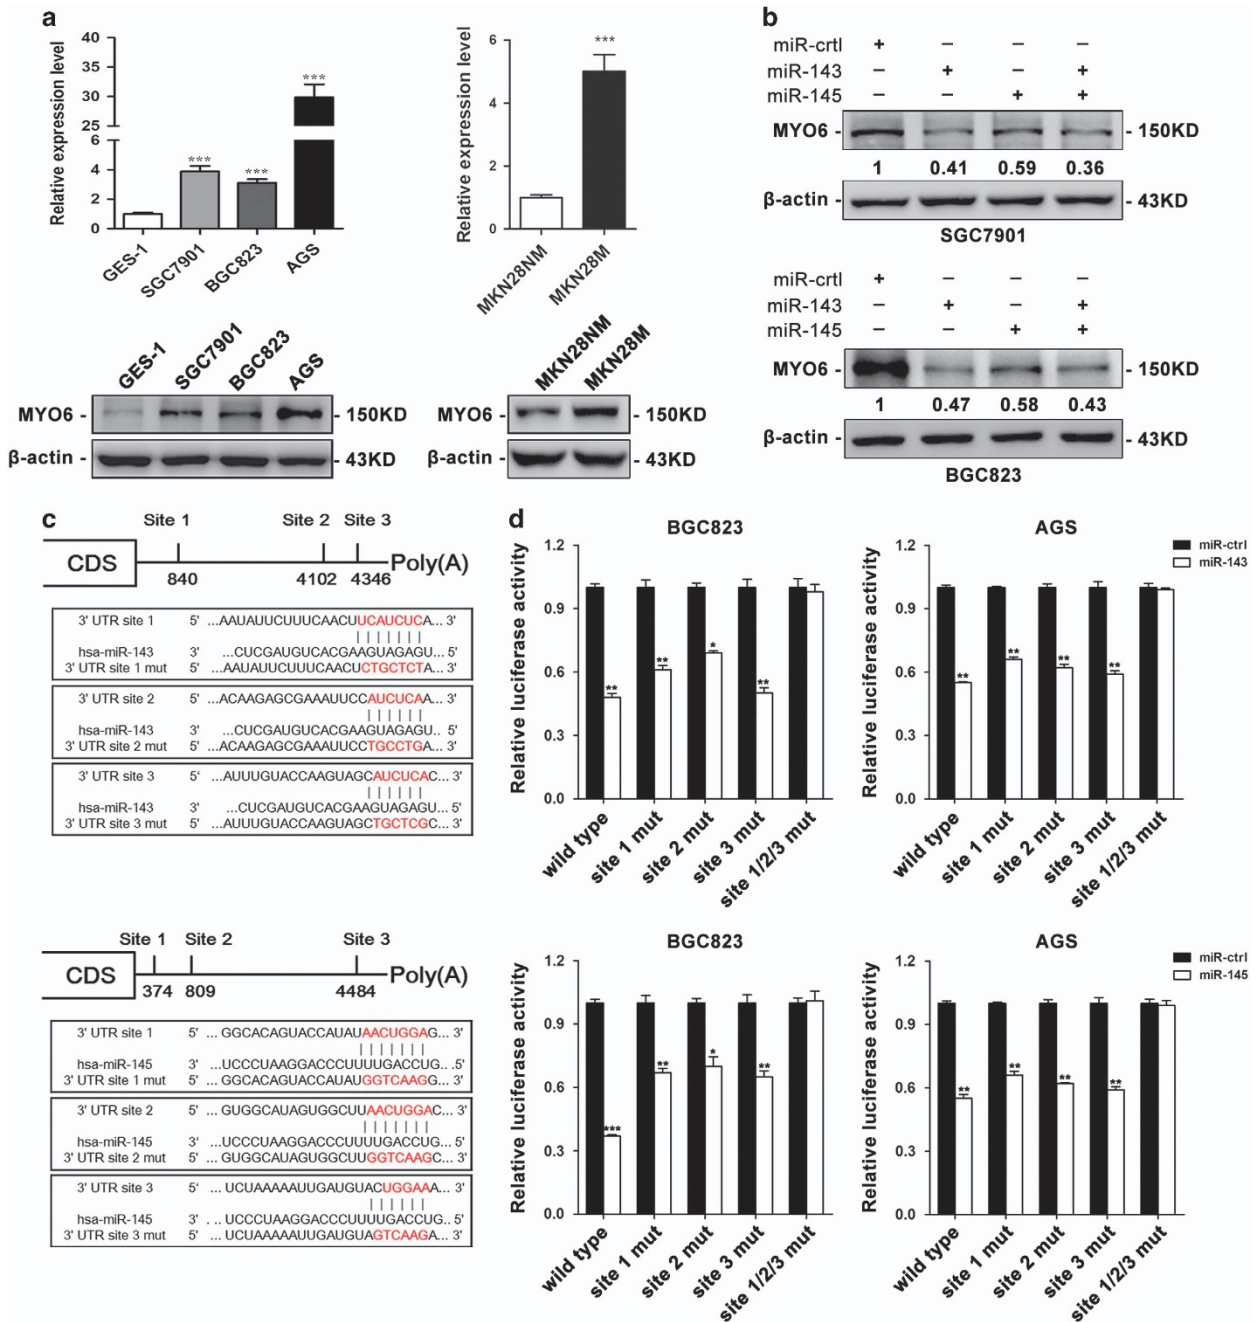 a
Relative expression level
40
35
30
25
6
4
2
0
***
***
***
GES-1
SGC7901
BGC823
AGS
Relative expression level
6
4
2
0
***
MKN28NM
MKN28M
GES-1 SGC7901 BGC823 AGS
MYO6 - - 150KD
β-actin - - 43KD
MKN28NM MKN28M
MYO6 - - 150KD
β-actin - - 43KD
b
miR-crtl + − − −
miR-143 − + − +
miR-145 − − + +
MYO6 - - 150KD
1 0.41 0.59 0.36
β-actin - - 43KD
SGC7901
miR-crtl + − − −
miR-143 − + − +
miR-145 − − + +
MYO6 - - 150KD
1 0.47 0.58 0.43
β-actin - - 43KD
BGC823
c
Site 1 Site 2 Site 3
CDS Poly(A)
840 4102 4346
3' UTR site 1 5' ...AAUAUUCUUUCAACUUCAUCUCA... 3'
hsa-miR-143 3' ...CUCGAUGUCACGAAGUAGAGU... 5'
3' UTR site 1 mut 5' ...AAUAUUCUUUCAACUCTGCTCTA... 3'
3' UTR site 2 5' ...ACAAGAGCGAAAUUCCAUCUCAA... 3'
hsa-miR-143 3' ...CUCGAUGUCACGAAGUAGAGU.. 5'
3' UTR site 2 mut 5' ...ACAAGAGCGAAAUUCCTGCCTGA... 3'
3' UTR site 3 5' ...AUUUGUACCAAGUAGCAUCUCAC... 3'
hsa-miR-143 3' ...CUCGAUGUCACGAAGUAGAGU... 5'
3' UTR site 3 mut 5' ...AUUUGUACCAAGUAGCTGCTCGC... 3'
Site 1 Site 2 Site 3
CDS Poly(A)
374 809 4484
3' UTR site 1 5' ... GGCACAGUACCAUAUAACUGGAG... 3'
hsa-miR-145 3' ...UCCCUAAGGACCCUUUUGACCUG.. .5'
3' UTR site 1 mut 5' ... GGCACAGUACCAUAUGGTCAAGG... 3'
3' UTR site 2 5' ... GUGGCAUAGUGGCUUAACUGGAC... 3'
hsa-miR-145 3' ...UCCCUAAGGACCCUUUUGACCUG... 5'
3' UTR site 2 mut 5' ... GUGGCAUAGUGGCUUGGTCAAGC... 3'
3' UTR site 3 5' ... UCUAAAAAUUGAUGUACUGGAAA... 3'
hsa-miR-145 3' . .. UCCCUAAGGACCCUUUUGACCUG.. 5'
3' UTR site 3 mut 5' ... UCUAAAAAUUGAUGUAGTCAAGA... 3'
d
BGC823
Relative luciferase activity
1.2
0.9
0.6
0.3
0.0
** ** * **
wild type
site 1 mut
site 2 mut
site 3 mut
site 1/2/3 mut
AGS
miR-ctrl
miR-143
Relative luciferase activity
1.2
0.9
0.6
0.3
0.0
** ** ** **
wild type
site 1 mut
site 2 mut
site 3 mut
site 1/2/3 mut
BGC823
Relative luciferase activity
1.2
0.9
0.6
0.3
0.0
*** ** * **
wild type
site 1 mut
site 2 mut
site 3 mut
site 1/2/3 mut
AGS
miR-ctrl
miR-145
Relative luciferase activity
1.2
0.9
0.6
0.3
0.0
** ** ** **
wild type
site 1 mut
site 2 mut
site 3 mut
site 1/2/3 mut